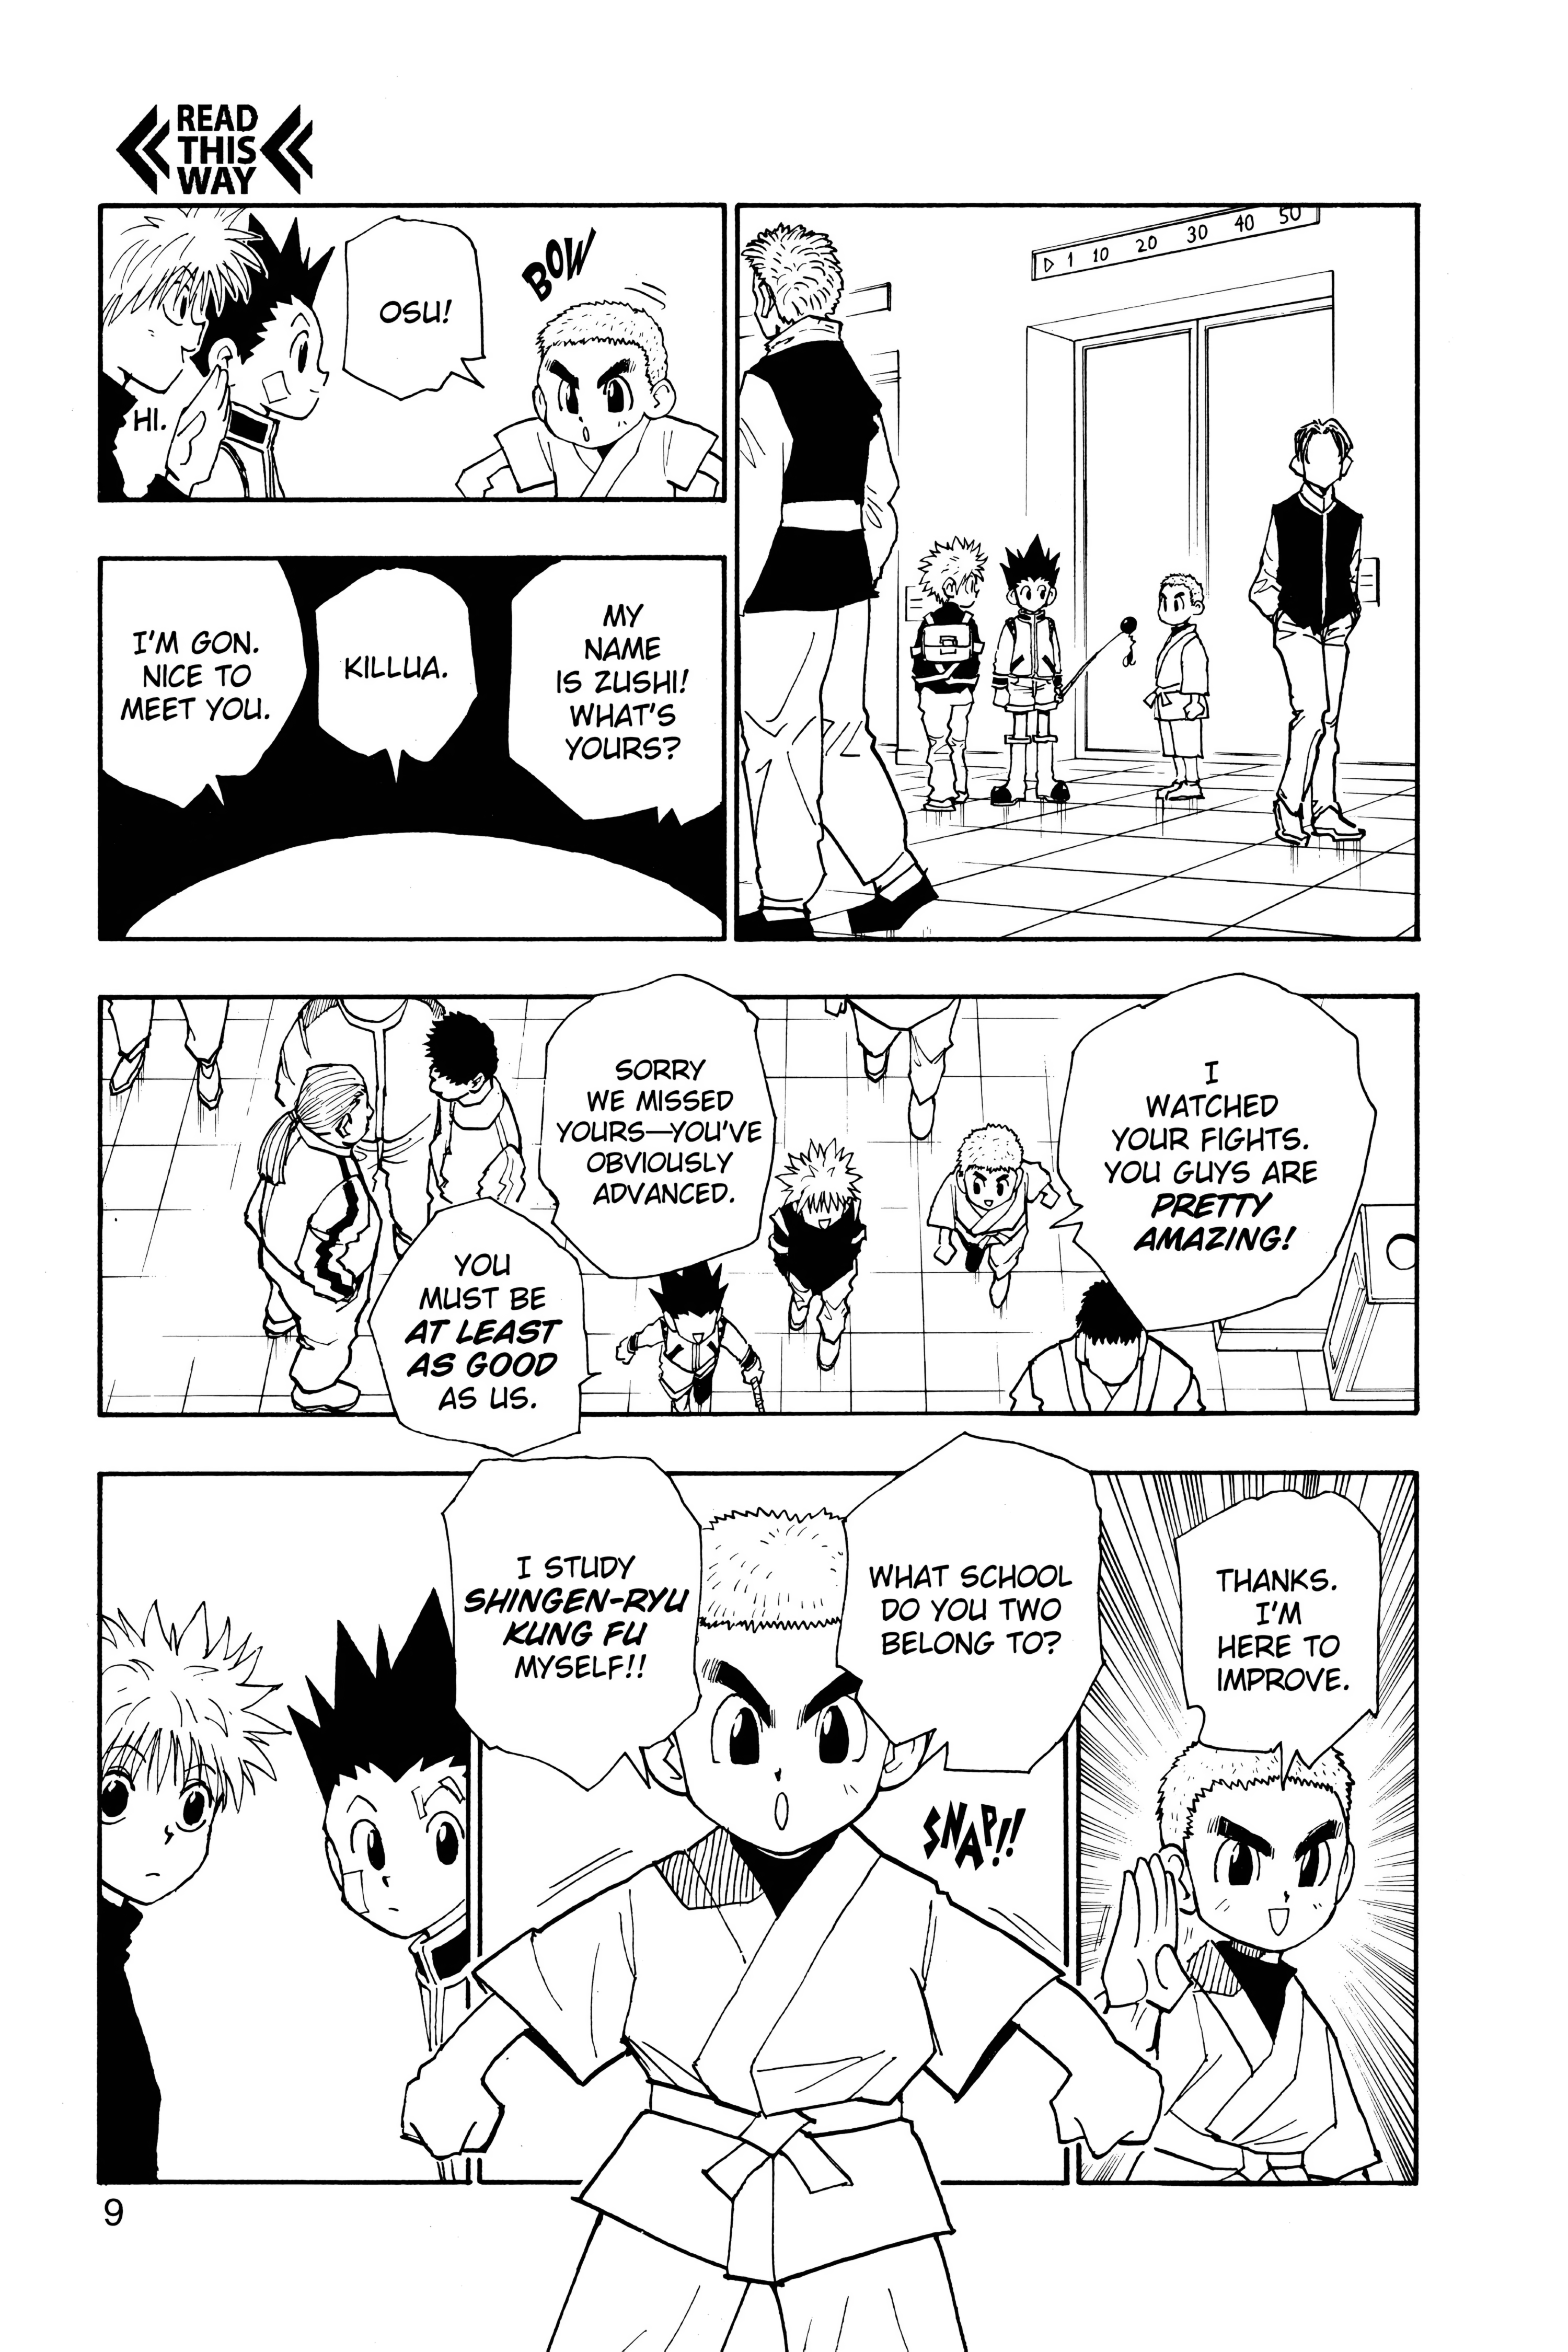 READ
THIS
WAY
▷ 1 10 20 30 40 50
BOW
OSU!
HI.
MY
NAME
IS ZUSHI!
WHAT'S
YOURS?
KILLUA.
I'M GON.
NICE TO
MEET YOU.
I
WATCHED
YOUR FIGHTS.
YOU GUYS ARE
PRETTY
AMAZING!
SORRY
WE MISSED
YOURS—YOU'VE
OBVIOUSLY
ADVANCED.
YOU
MUST BE
AT LEAST
AS GOOD
AS US.
THANKS.
I'M
HERE TO
IMPROVE.
WHAT SCHOOL
DO YOU TWO
BELONG TO?
SNAP!!
I STUDY
SHINGEN-RYU
KUNG FU
MYSELF!!
9